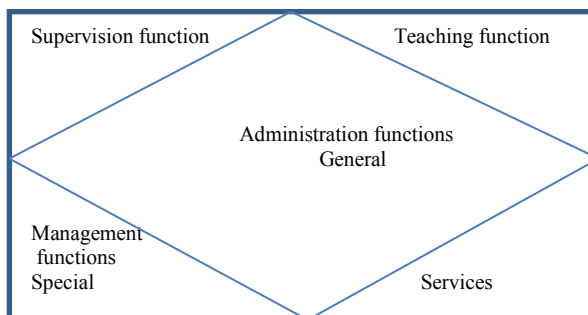 Supervision function
Teaching function
Administration functions
General
Management
functions
Special
Services